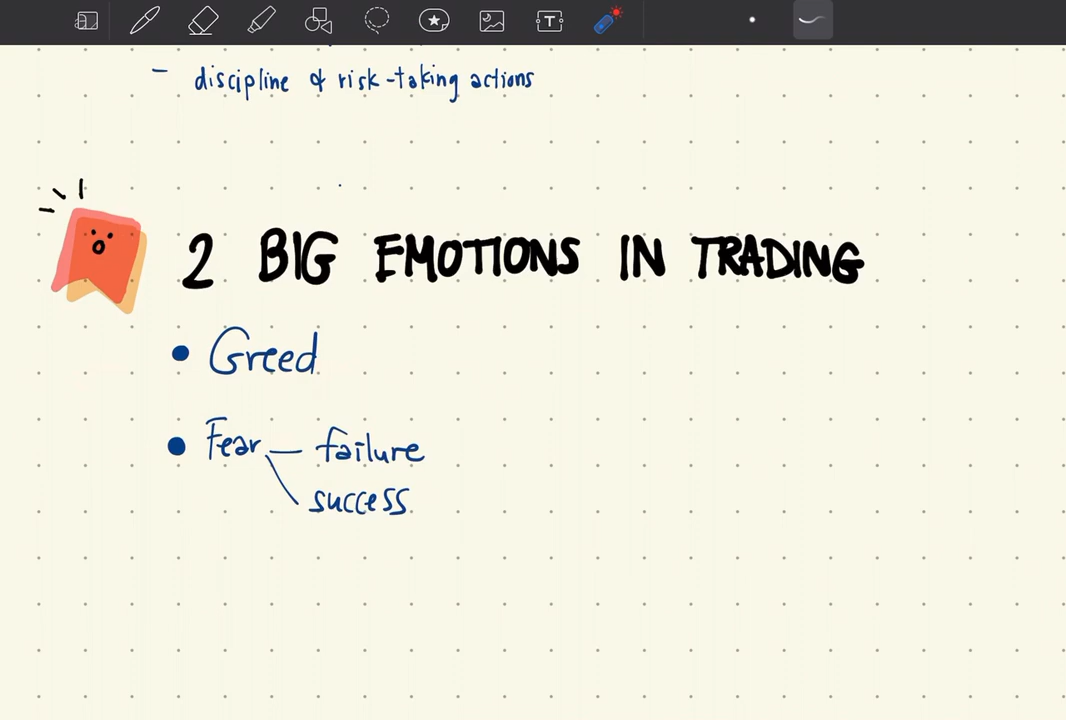 - discipline & risk-taking actions
2 BIG EMOTIONS IN TRADING
• Greed
• Fear — failure
success